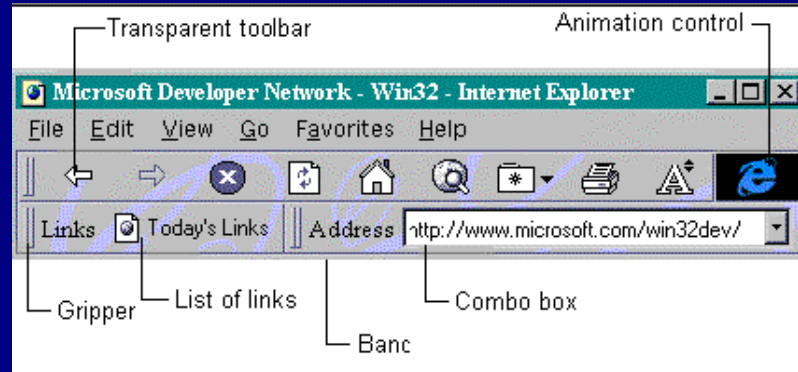 Transparent toolbar Animation control
Microsoft Developer Network - Win32 - Internet Explorer
File Edit View Go Favorites Help
Links Today's Links Address http://www.microsoft.com/win32dev/
Gripper List of links Combo box
Banc